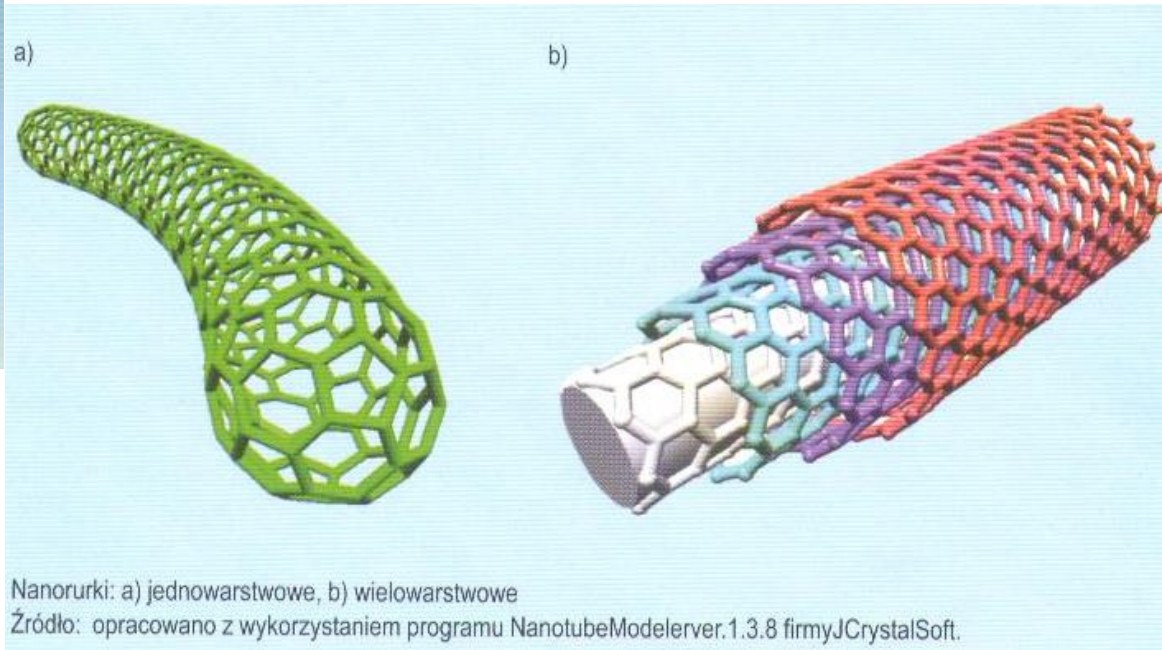 a)
b)
Nanorurki: a) jednowarstwowe, b) wielowarstwowe
Źródło: opracowano z wykorzystaniem programu NanotubeModelerver.1.3.8 firmyJCrystalSoft.